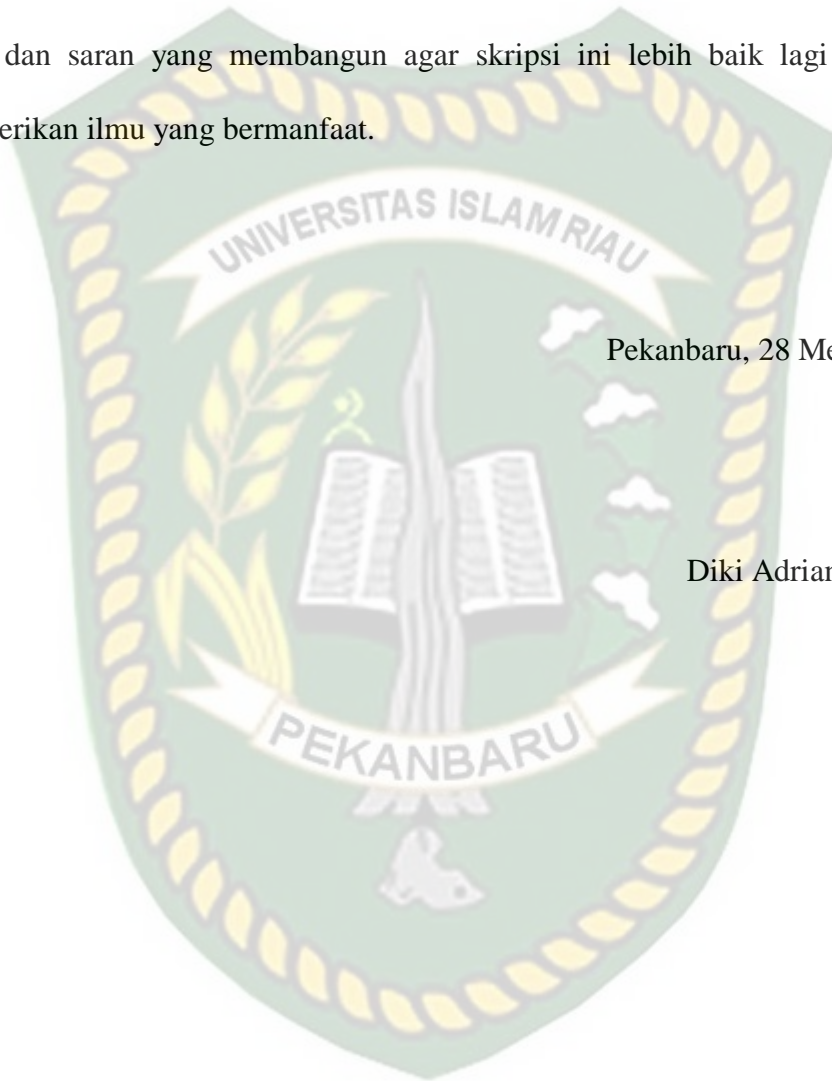 dan saran yang membangun agar skripsi ini lebih baik lagi
erikan ilmu yang bermanfaat.
UNIVERSITAS ISLAM RIAU
Pekanbaru, 28 Me
Diki Adrian
PEKANBARU